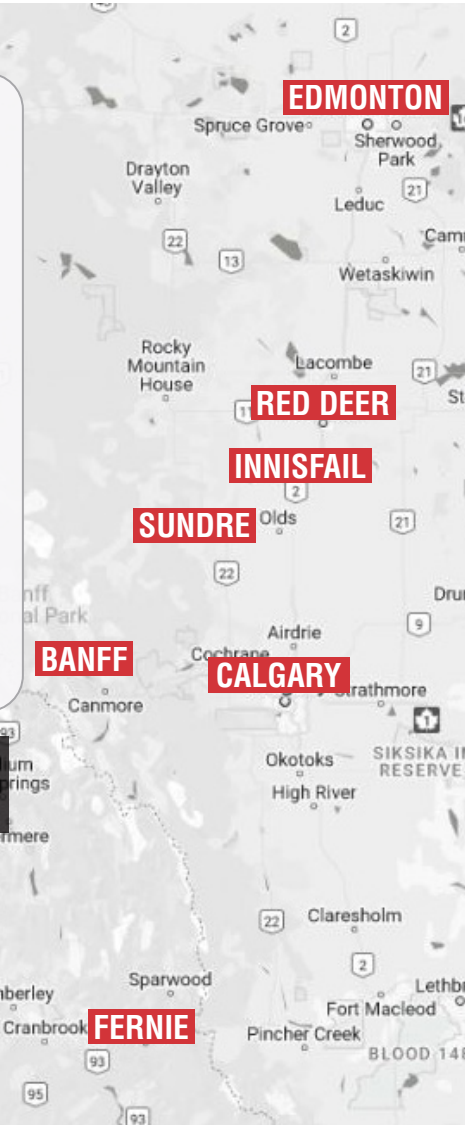 2
EDMONTON
Spruce Grove
Sherwood
Park
Drayton
Valley
21
Leduc
22
13
Wetaskiwin
Rocky
Mountain
House
Lacombe
21
RED DEER
INNISFAIL
2
SUNDRE
Olds
21
22
9
Airdrie
BANFF
Cochrane
CALGARY
Strathmore
Canmore
1
93
Okotoks
SIKSIKA
RESERVE
High River
22
Claresholm
2
Sparwood
Fort Macleod
Cranbrook
FERNIE
Pincher Creek
93
BLOOD 148
95
93